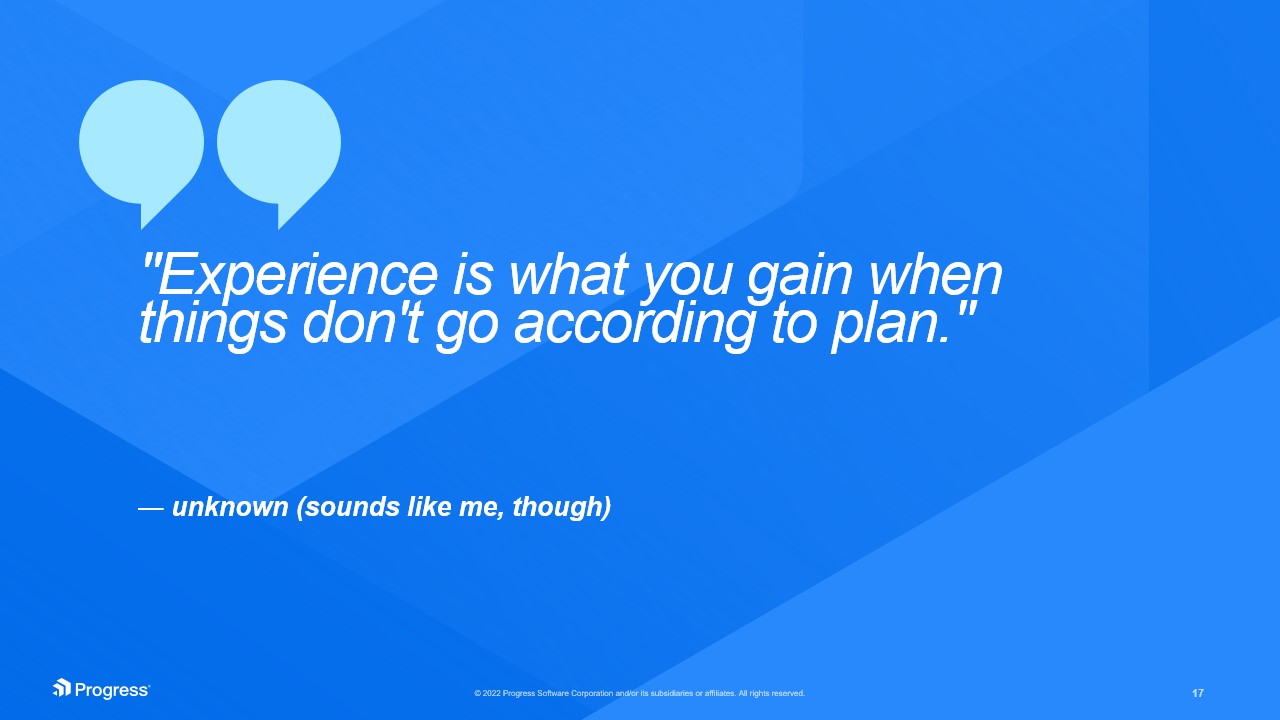 "Experience is what you gain when
things don't go according to plan."
— unknown (sounds like me, though)
Progress®
© 2022 Progress Software Corporation and/or its subsidiaries or affiliates. All rights reserved.
17